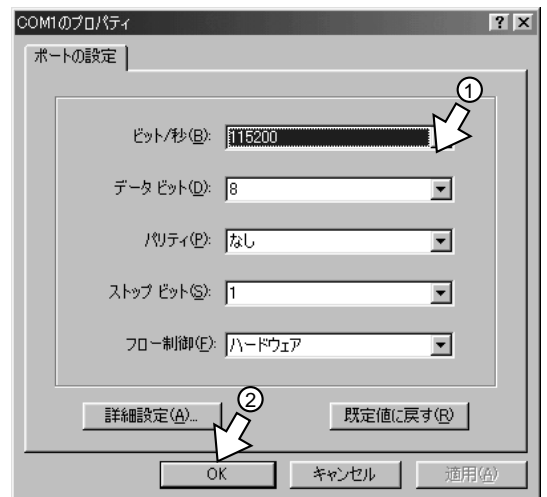 COM1のプロパティ ? ×
ポートの設定
①
ビット/秒(B): 115200
データ ビット(D): 8
パリティ(P): なし
ストップ ビット(S): 1
フロー制御(F): ハードウェア
②
詳細設定(A)... 既定値に戻す(R)
OK キャンセル 適用(A)